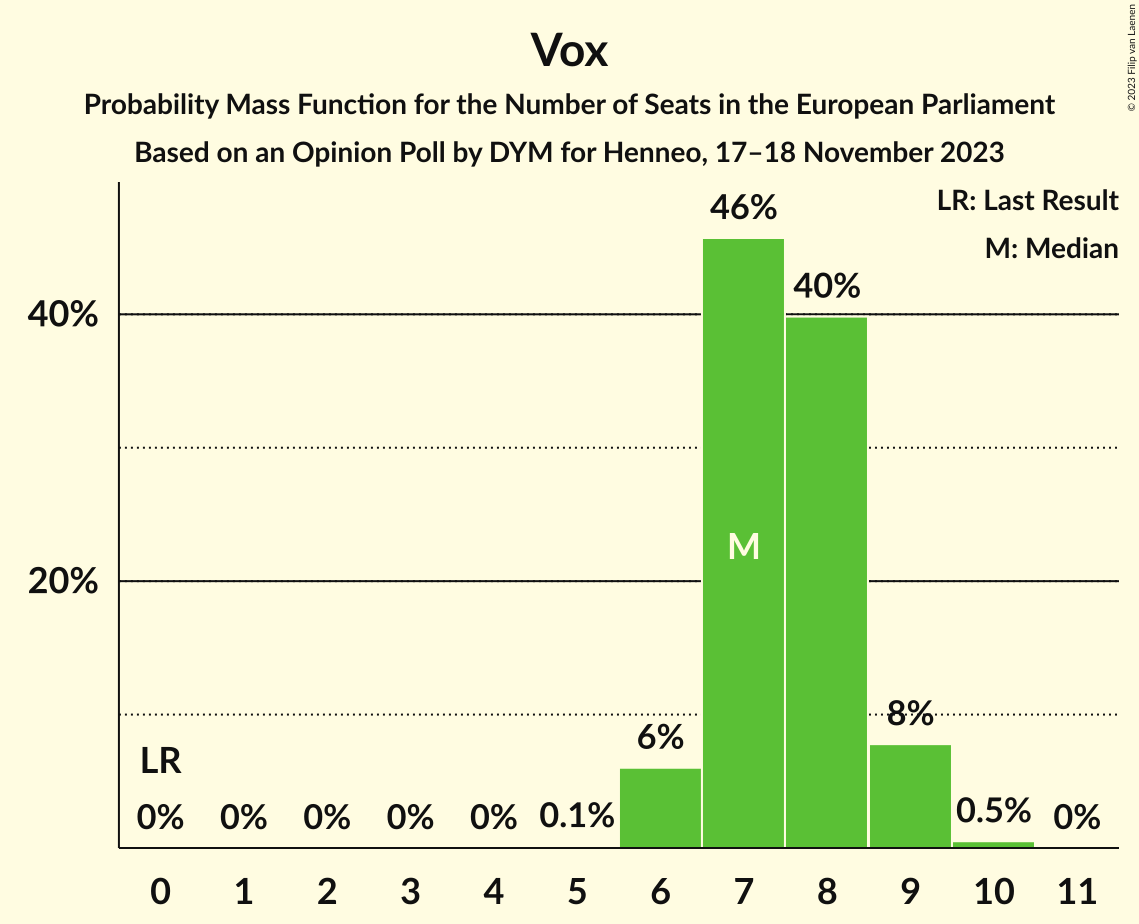 Vox
Probability Mass Function for the Number of Seats in the European Parliament
Based on an Opinion Poll by DYM for Henneo, 17–18 November 2023
© 2023 Filip van Laenen
LR: Last Result
M: Median
40%
20%
LR
M
0% 0% 0% 0% 0% 0.1% 6% 46% 40% 8% 0.5% 0%
0 1 2 3 4 5 6 7 8 9 10 11